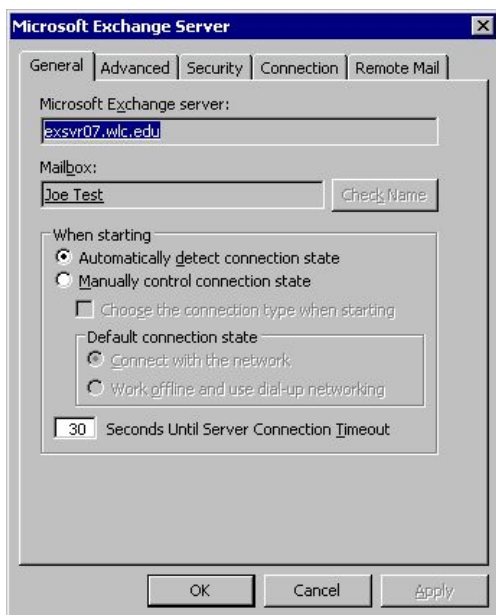 Microsoft Exchange Server
General Advanced Security Connection Remote Mail
Microsoft Exchange server:
exsvr07.wlc.edu
Mailbox:
Joe Test Check Name
When starting
Automatically detect connection state
Manually control connection state
Choose the connection type when starting
Default connection state
Connect with the network
Work offline and use dial-up networking
30 Seconds Until Server Connection Timeout
OK Cancel Apply